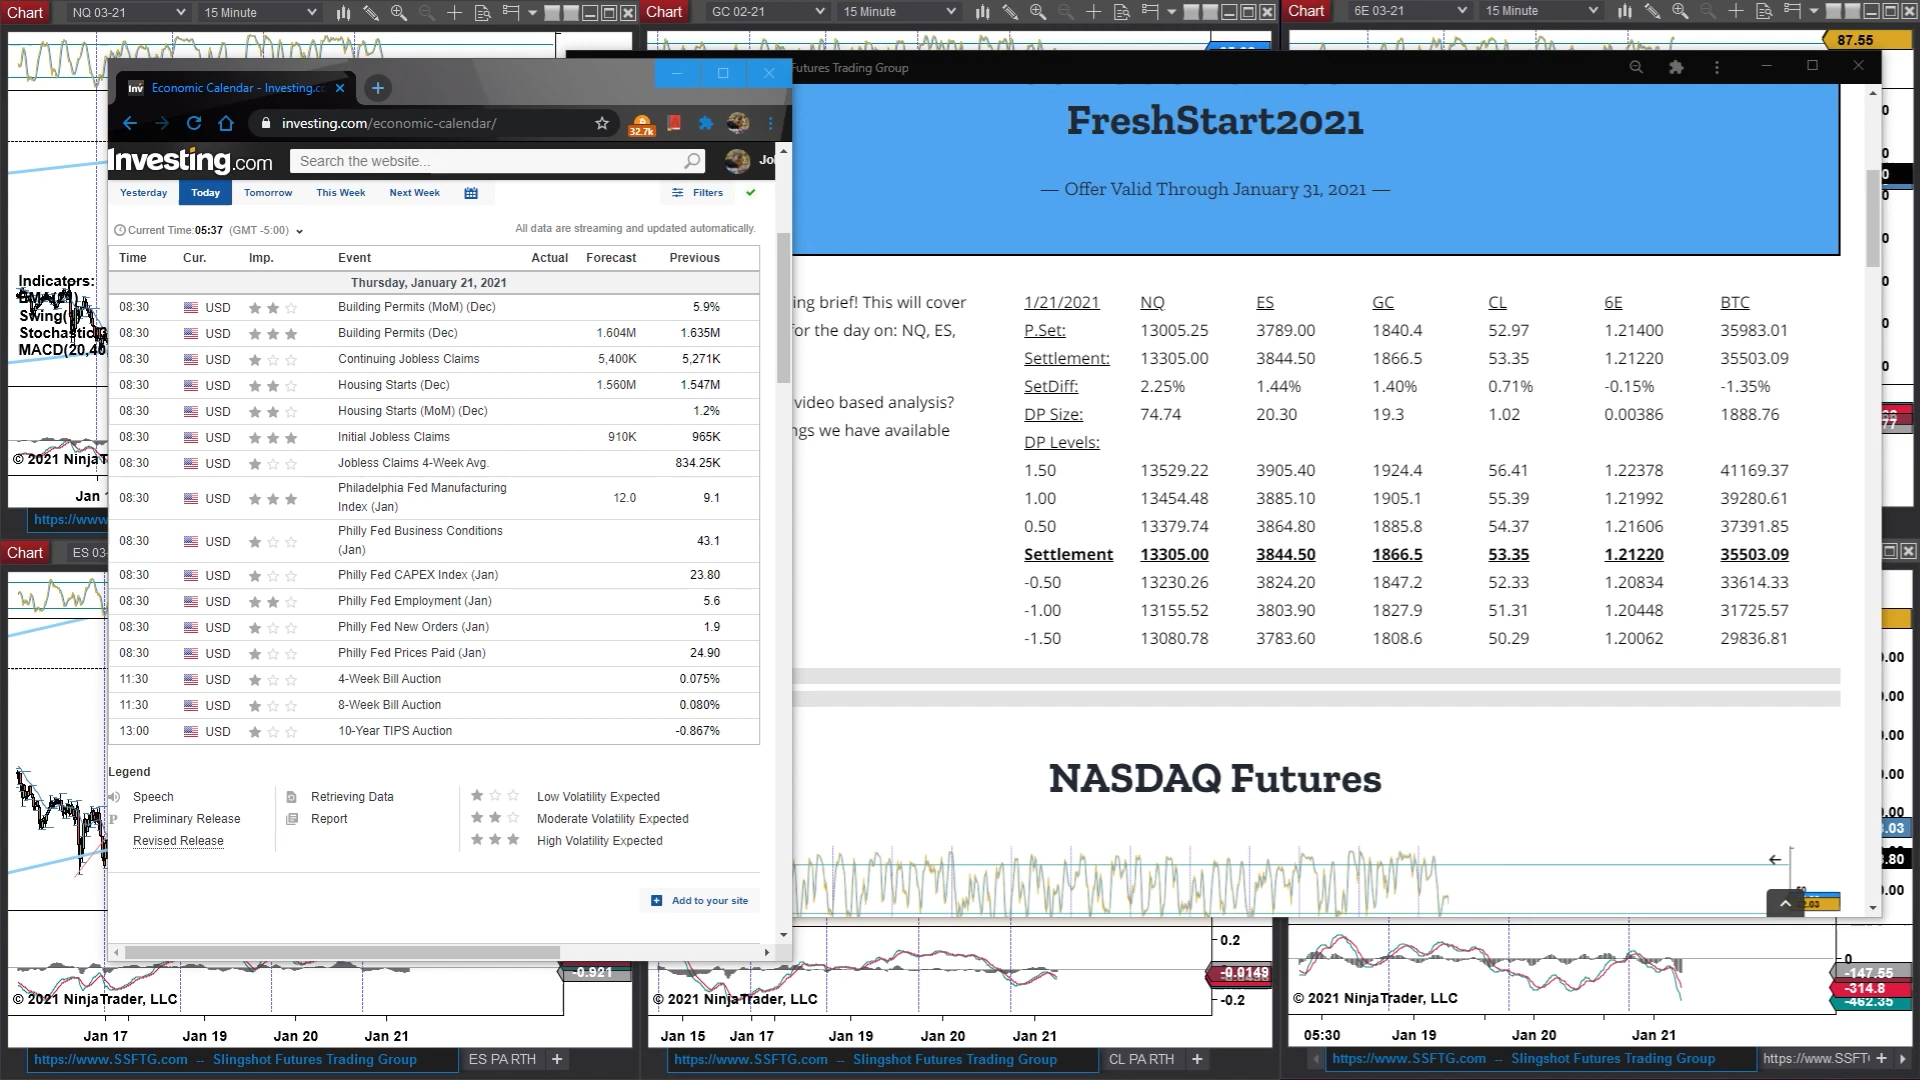 Chart NQ 03-21 15 Minute
Chart GC 02-21 15 Minute
Chart 6E 03-21 15 Minute
87.55
Economic Calendar - Investing.c
Futures Trading Group
investing.com/economic-calendar/
32.7k
FreshStart2021
— Offer Valid Through January 31, 2021 —
Investing.com
Search the website...
Yesterday Today Tomorrow This Week Next Week Filters
Current Time: 05:37 (GMT -5:00)
All data are streaming and updated automatically.
Time Cur. Imp. Event Actual Forecast Previous
Thursday, January 21, 2021
08:30 USD Building Permits (MoM) (Dec) 5.9%
08:30 USD Building Permits (Dec) 1.604M 1.635M
08:30 USD Continuing Jobless Claims 5,400K 5,271K
08:30 USD Housing Starts (Dec) 1.560M 1.547M
08:30 USD Housing Starts (MoM) (Dec) 1.2%
08:30 USD Initial Jobless Claims 910K 965K
08:30 USD Jobless Claims 4-Week Avg. 834.25K
08:30 USD Philadelphia Fed Manufacturing Index (Jan) 12.0 9.1
08:30 USD Philly Fed Business Conditions (Jan) 43.1
08:30 USD Philly Fed CAPEX Index (Jan) 23.80
08:30 USD Philly Fed Employment (Jan) 5.6
08:30 USD Philly Fed New Orders (Jan) 1.9
08:30 USD Philly Fed Prices Paid (Jan) 24.90
11:30 USD 4-Week Bill Auction 0.075%
11:30 USD 8-Week Bill Auction 0.080%
13:00 USD 10-Year TIPS Auction -0.867%
Legend
Speech Retrieving Data Low Volatility Expected
Preliminary Release Report Moderate Volatility Expected
Revised Release High Volatility Expected
Add to your site
ing brief! This will cover
for the day on: NQ, ES,
video based analysis?
ngs we have available
1/21/2021 NQ ES GC CL 6E BTC
P.Set: 13005.25 3789.00 1840.4 52.97 1.21400 35983.01
Settlement: 13305.00 3844.50 1866.5 53.35 1.21220 35503.09
SetDiff: 2.25% 1.44% 1.40% 0.71% -0.15% -1.35%
DP Size: 74.74 20.30 19.3 1.02 0.00386 1888.76
DP Levels:
1.50 13529.22 3905.40 1924.4 56.41 1.22378 41169.37
1.00 13454.48 3885.10 1905.1 55.39 1.21992 39280.61
0.50 13379.74 3864.80 1885.8 54.37 1.21606 37391.85
Settlement 13305.00 3844.50 1866.5 53.35 1.21220 35503.09
-0.50 13230.26 3824.20 1847.2 52.33 1.20834 33614.33
-1.00 13155.52 3803.90 1827.9 51.31 1.20448 31725.57
-1.50 13080.78 3783.60 1808.6 50.29 1.20062 29836.81
NASDAQ Futures
Indicators:
Swing(
Stochastic
MACD(20,40
© 2021 NinjaT
Jan
https://www
Chart ES 03-
-0.921
0.2
-0.0149
-0.2
0
-147.55
-314.8
-462.35
© 2021 NinjaTrader, LLC
© 2021 NinjaTrader, LLC
© 2021 NinjaTrader, LLC
Jan 17 Jan 19 Jan 20 Jan 21
Jan 15 Jan 17 Jan 19 Jan 20 Jan 21
05:30 Jan 19 Jan 20 Jan 21
https://www.SSFTG.com -- Slingshot Futures Trading Group ES PA RTH +
https://www.SSFTG.com -- Slingshot Futures Trading Group CL PA RTH +
https://www.SSFTG.com -- Slingshot Futures Trading Group https://www.SSFT